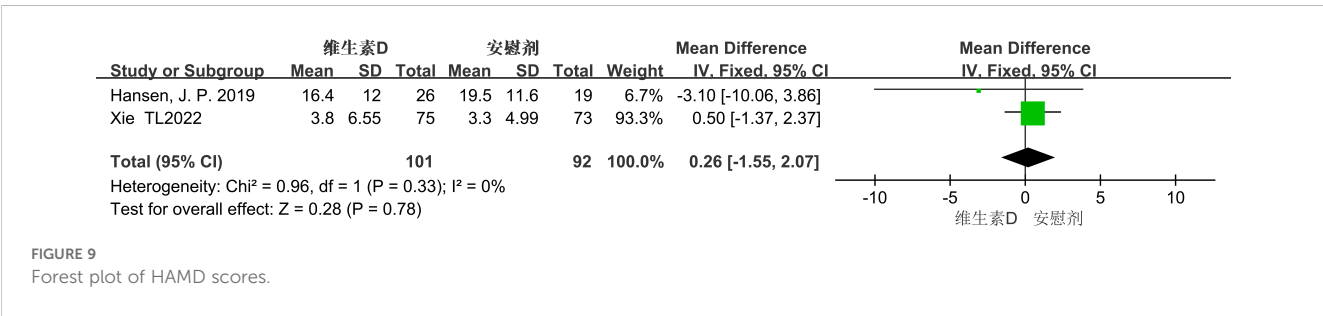 维生素D 安慰剂 Mean Difference Mean Difference
Study or Subgroup Mean SD Total Mean SD Total Weight IV, Fixed, 95% CI IV, Fixed, 95% CI
Hansen, J. P. 2019 16.4 12 26 19.5 11.6 19 6.7% -3.10 [-10.06, 3.86]
Xie TL2022 3.8 6.55 75 3.3 4.99 73 93.3% 0.50 [-1.37, 2.37]
Total (95% CI) 101 92 100.0% 0.26 [-1.55, 2.07]
Heterogeneity: Chi² = 0.96, df = 1 (P = 0.33); I² = 0%
Test for overall effect: Z = 0.28 (P = 0.78)
-10 -5 0 5 10
维生素D 安慰剂
FIGURE 9
Forest plot of HAMD scores.